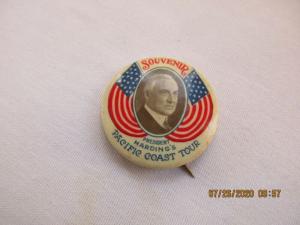 SOUVENIR
PRESIDENT
HARDING'S
PACIFIC COAST TOUR
07/26/2020 09:57